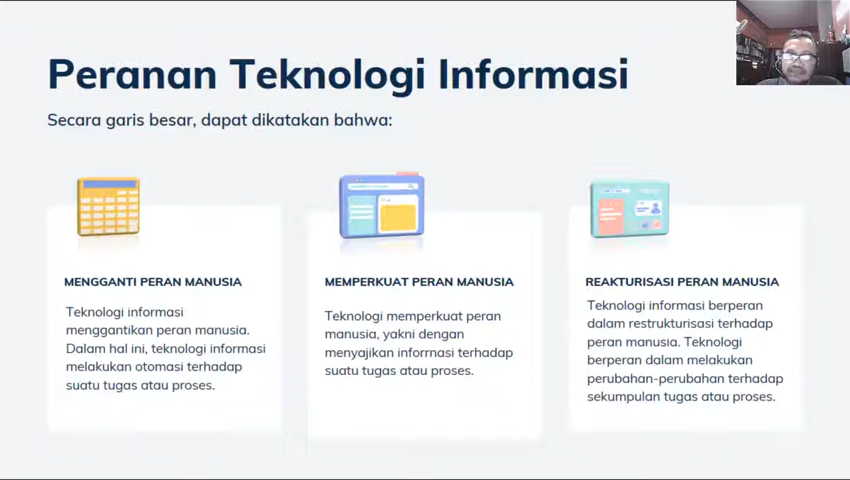 Peranan Teknologi Informasi
Secara garis besar, dapat dikatakan bahwa:
MENGGANTI PERAN MANUSIA
Teknologi informasi
menggantikan peran manusia.
Dalam hal ini, teknologi informasi
melakukan otomasi terhadap
suatu tugas atau proses.
MEMPERKUAT PERAN MANUSIA
Teknologi memperkuat peran
manusia, yakni dengan
menyajikan inforrnasi terhadap
suatu tugas atau proses.
REAKTURISASI PERAN MANUSIA
Teknologi informasi berperan
dalam restrukturisasi terhadap
peran manusia. Teknologi
berperan dalam melakukan
perubahan-perubahan terhadap
sekumpulan tugas atau proses.